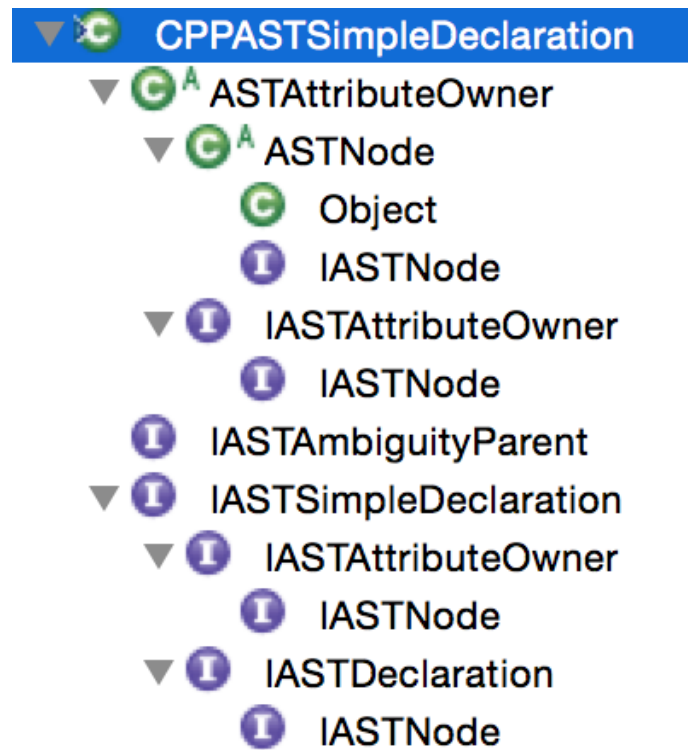 CPPASTSimpleDeclaration
A ASTAttributeOwner
A ASTNode
Object
IASTNode
IASTAttributeOwner
IASTNode
IASTAmbiguityParent
IASTSimpleDeclaration
IASTAttributeOwner
IASTNode
IASTDeclaration
IASTNode